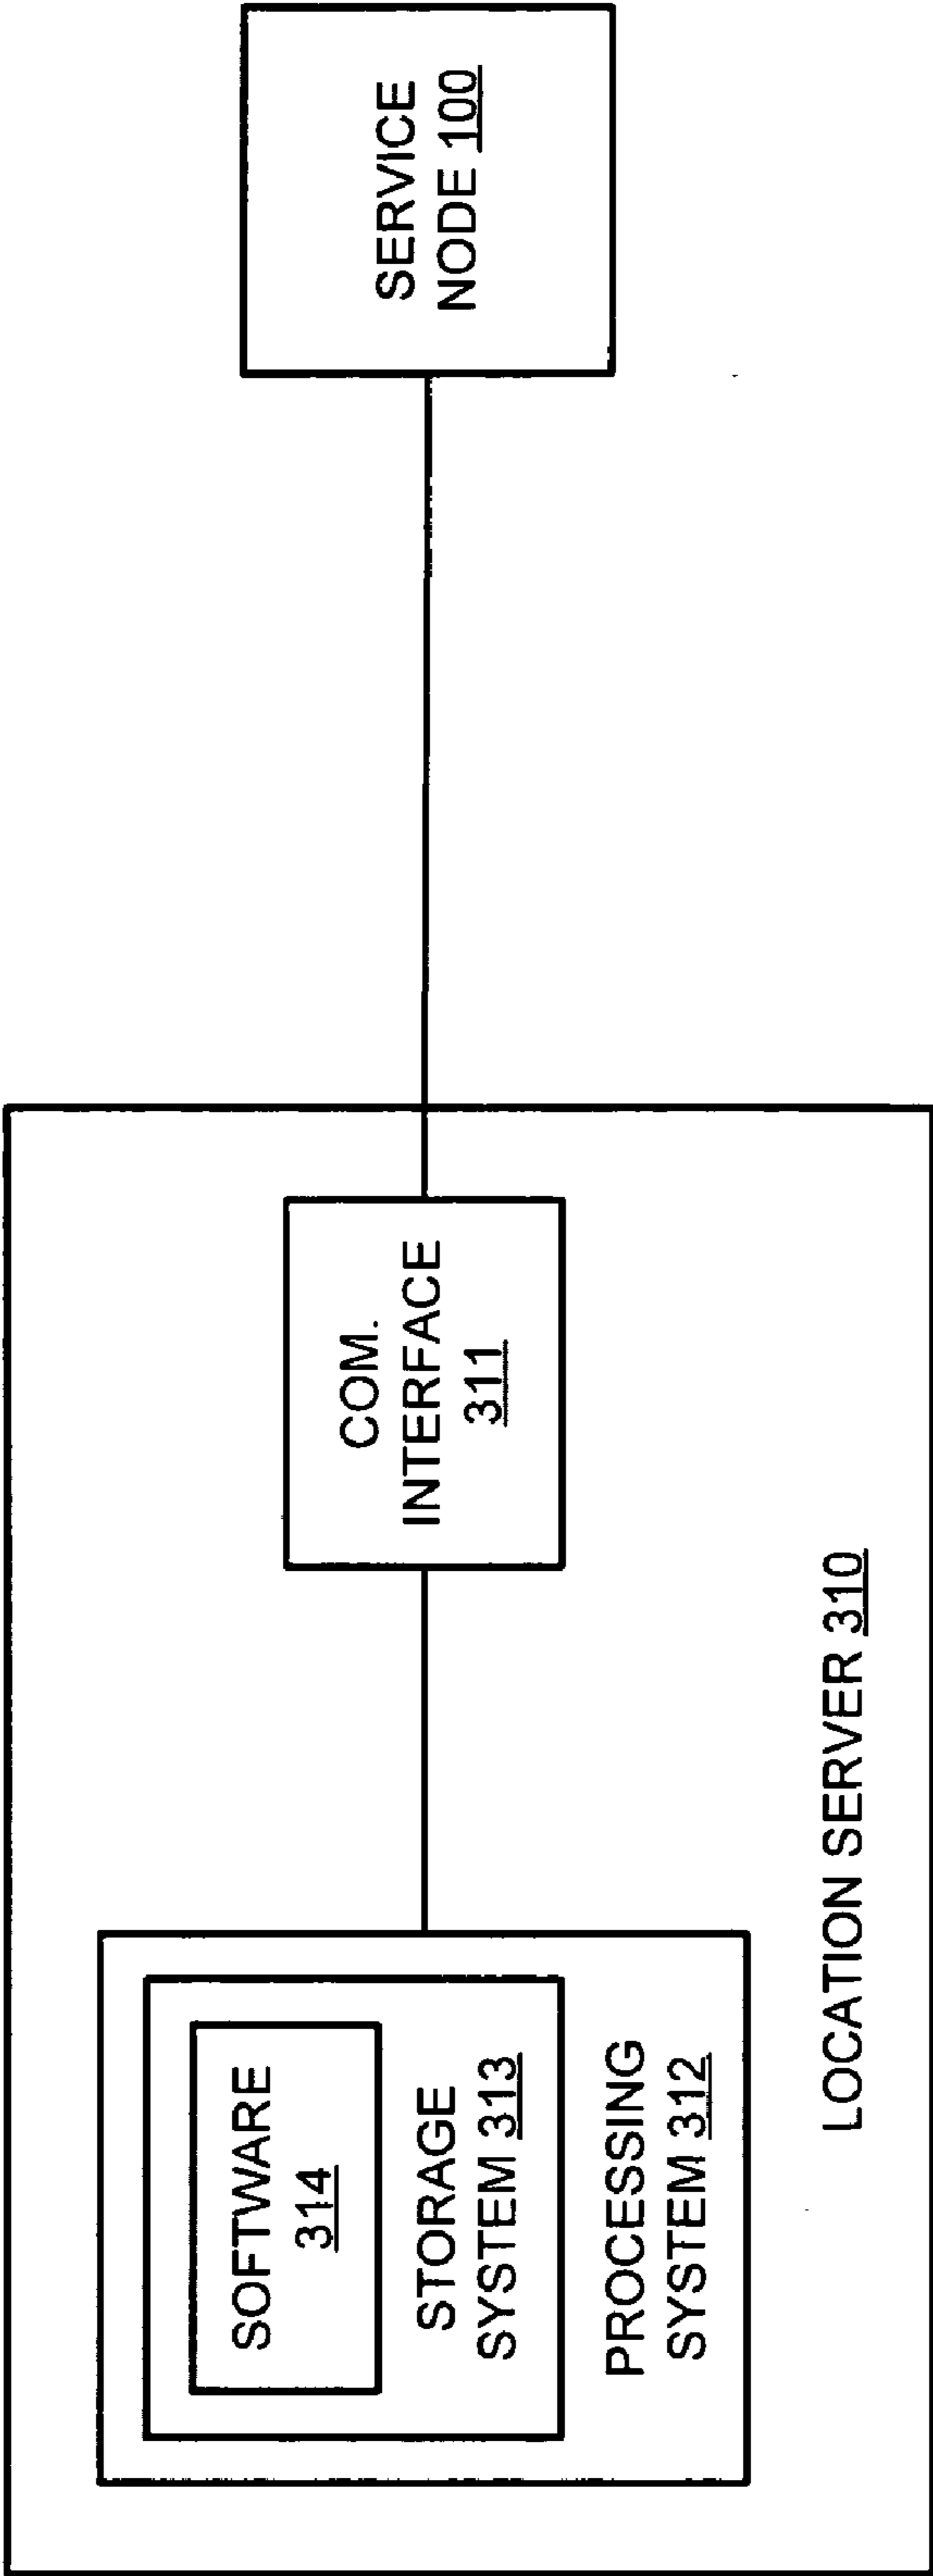 SOFTWARE
314
STORAGE
SYSTEM 313
PROCESSING
SYSTEM 312
COM.
INTERFACE
311
LOCATION SERVER 310
SERVICE
NODE 100